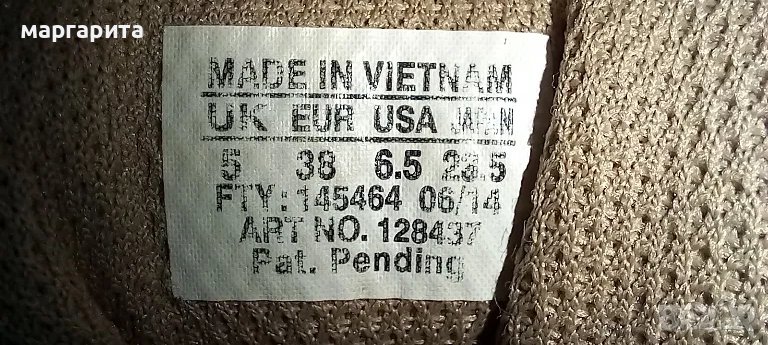 маргарита
MADE IN VIETNAM
UK EUR USA JAPAN
5 38 6.5 23.5
FTY.: 145464 06/14
ART NO. 128437
Pat. Pending